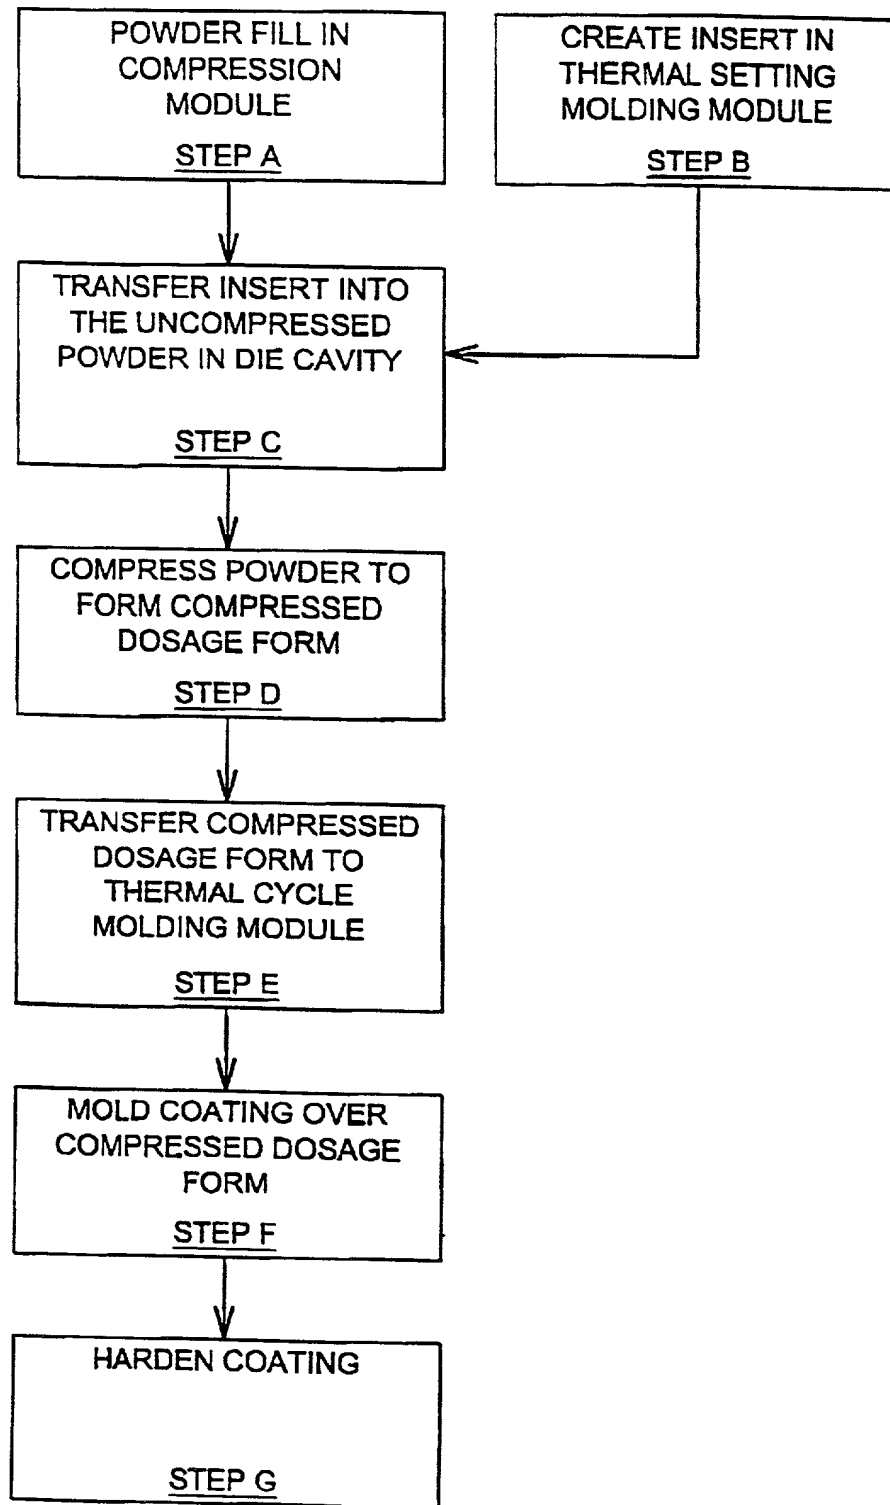 POWDER FILL IN
COMPRESSION
MODULE
STEP A
CREATE INSERT IN
THERMAL SETTING
MOLDING MODULE
STEP B
TRANSFER INSERT INTO
THE UNCOMPRESSED
POWDER IN DIE CAVITY
STEP C
COMPRESS POWDER TO
FORM COMPRESSED
DOSAGE FORM
STEP D
TRANSFER COMPRESSED
DOSAGE FORM TO
THERMAL CYCLE
MOLDING MODULE
STEP E
MOLD COATING OVER
COMPRESSED DOSAGE
FORM
STEP F
HARDEN COATING
STEP G